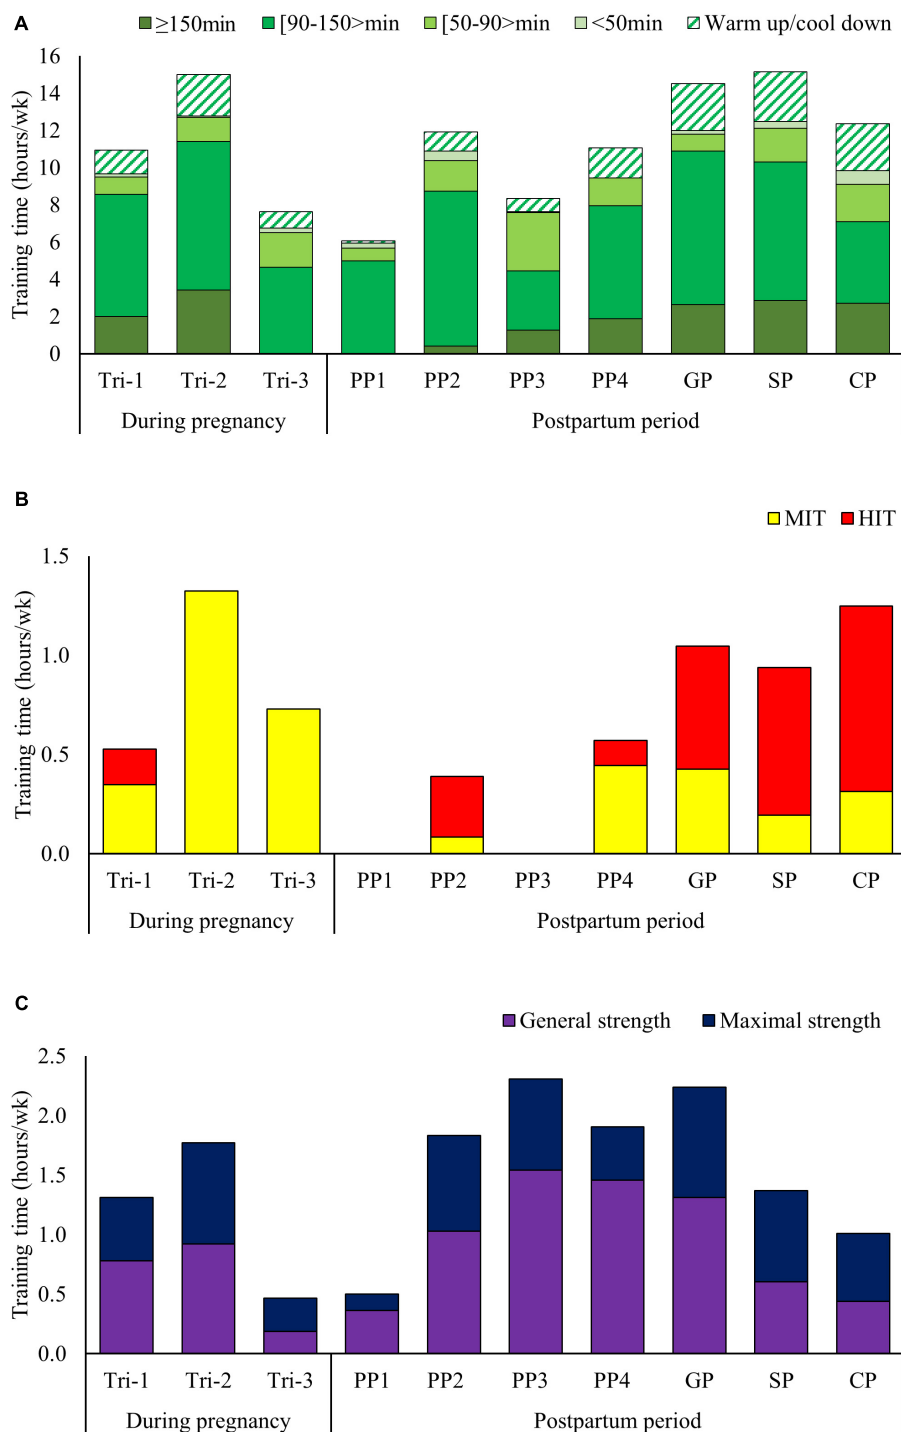 A
≥150min [90-150>min [50-90>min <50min Warm up/cool down
Training time (hours/wk)
16
14
12
10
8
6
4
2
0
Tri-1 Tri-2 Tri-3 PP1 PP2 PP3 PP4 GP SP CP
During pregnancy Postpartum period
B
MIT HIT
Training time (hours/wk)
1.5
1.0
0.5
0.0
Tri-1 Tri-2 Tri-3 PP1 PP2 PP3 PP4 GP SP CP
During pregnancy Postpartum period
C
General strength Maximal strength
Training time (hours/wk)
2.5
2.0
1.5
1.0
0.5
0.0
Tri-1 Tri-2 Tri-3 PP1 PP2 PP3 PP4 GP SP CP
During pregnancy Postpartum period